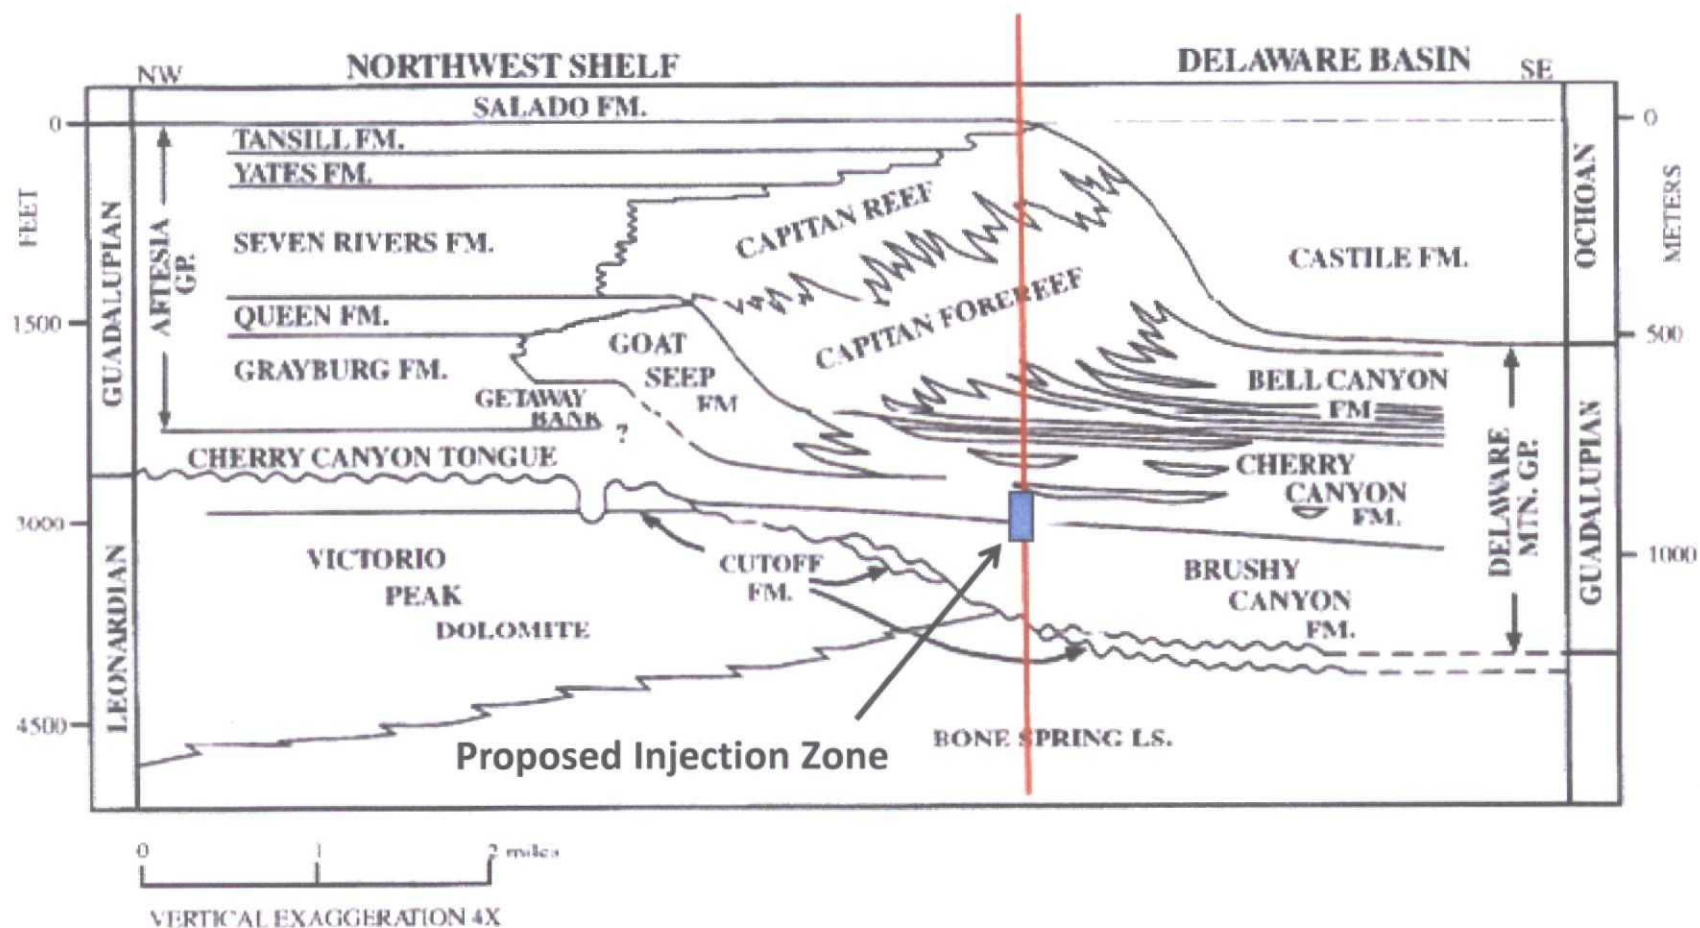 NW
NORTHWEST SHELF
DELAWARE BASIN
SE
SALADO FM.
0
0
TANSILL FM.
YATES FM.
FEET
GUADALUPIAN
AFTESIA
GP.
SEVEN RIVERS FM.
CAPITAN REEF
CASTILE FM.
OCHOAN
METERS
QUEEN FM.
1500
GOAT
SEEP
FM
CAPITAN FOREREEF
500
GRAYBURG FM.
GETAWAY
BANK
?
BELL CANYON
FM
CHERRY CANYON TONGUE
CHERRY
CANYON
FM.
DELAWARE
MTN. GP.
GUADALUPIAN
3000
LEONARDIAN
VICTORIO
PEAK
DOLOMITE
CUTOFF
FM.
BRUSHY
CANYON
FM.
1000
4500
Proposed Injection Zone
BONE SPRING LS.
0 1 2 miles
VERTICAL EXAGGERATION 4X